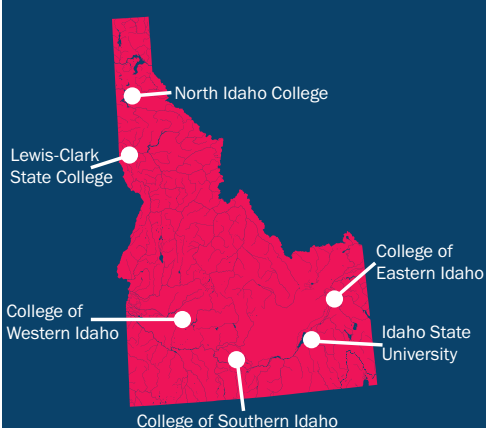 North Idaho College
Lewis-Clark
State College
College of
Eastern Idaho
College of
Western Idaho
Idaho State
University
College of Southern Idaho